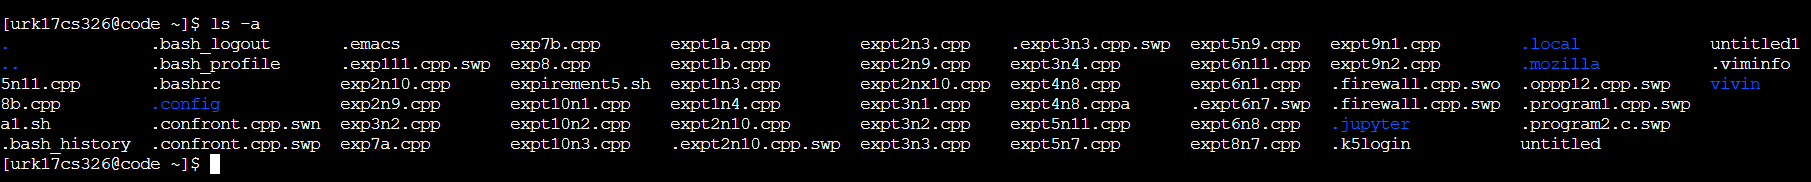 [urk17cs326@code ~]$ ls -a
. .bash_logout .emacs exp7b.cpp expt1a.cpp expt2n3.cpp .expt3n3.cpp.swp expt5n9.cpp expt9n1.cpp .local untitled1
.. .bash_profile .exp111.cpp.swp exp8.cpp expt1b.cpp expt2n9.cpp expt3n4.cpp expt6n11.cpp expt9n2.cpp .mozilla .viminfo
5n11.cpp .bashrc exp2n10.cpp expirement5.sh expt1n3.cpp expt2nx10.cpp expt4n8.cpp expt6n1.cpp .firewall.cpp.swo .oppp12.cpp.swp vivin
8b.cpp .config exp2n9.cpp expt10n1.cpp expt1n4.cpp expt3n1.cpp expt4n8.cppa .expt6n7.swp .firewall.cpp.swp .program1.cpp.swp
a1.sh .confront.cpp.swn exp3n2.cpp expt10n2.cpp expt2n10.cpp expt3n2.cpp expt5n11.cpp expt6n8.cpp .jupyter .program2.c.swp
.bash_history .confront.cpp.swp exp7a.cpp expt10n3.cpp .expt2n10.cpp.swp expt3n3.cpp expt5n7.cpp expt8n7.cpp .k5login untitled
[urk17cs326@code ~]$